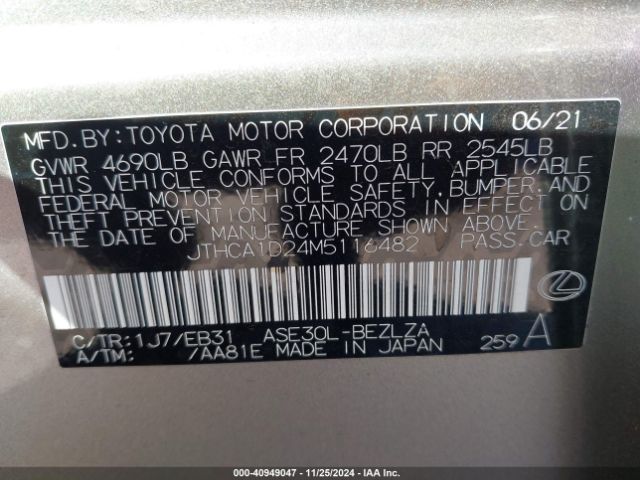 MFD.BY:TOYOTA MOTOR CORPORATION 06/21
GVWR 4690LB GAWR FR 2470LB RR 2545LB
THIS VEHICLE CONFORMS TO ALL APPLICABLE
FEDERAL MOTOR VEHICLE SAFETY,BUMPER,AND
THEFT PREVENTION STANDARDS IN EFFECT ON
THE DATE OF MANUFACTURE SHOWN ABOVE.
JTHCA1D24M5116482 PASS.CAR
C/TR:1J7/EB31 ASE30L-BEZLZA
A/TM: /AA81E MADE IN JAPAN 259 A
000-40949047 - 11/25/2024 - IAA Inc.